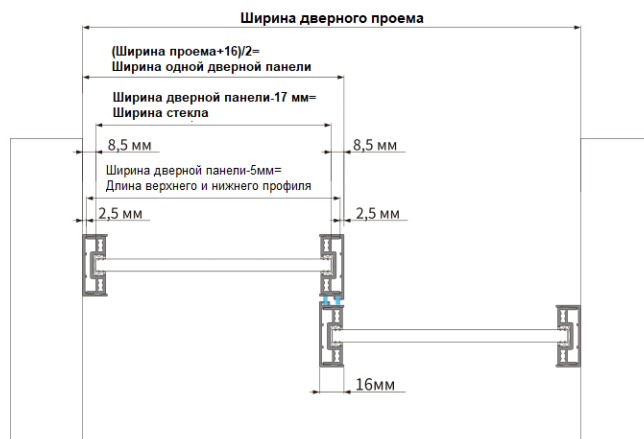 Ширина дверного проема
(Ширина проема+16)/2=
Ширина одной дверной панели
Ширина дверной панели-17 мм=
Ширина стекла
8,5 мм
8,5 мм
Ширина дверной панели-5мм=
Длина верхнего и нижнего профиля
2,5 мм
2,5 мм
16мм